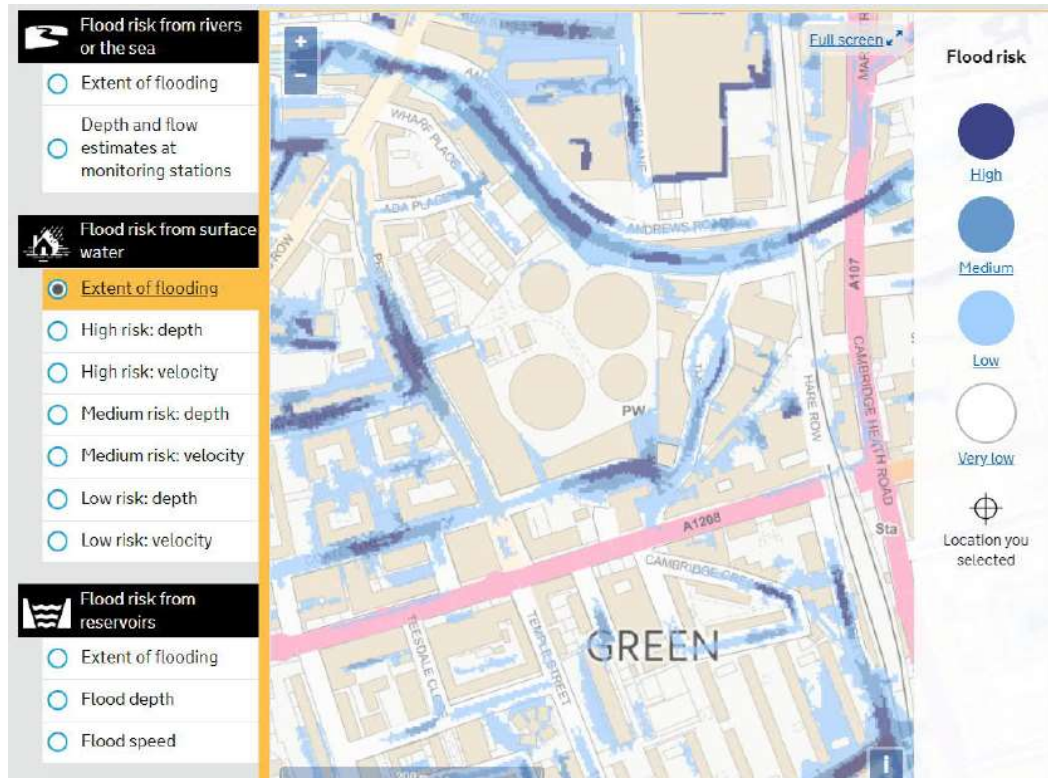 Flood risk from rivers
or the sea
Extent of flooding
Depth and flow
estimates at
monitoring stations
Flood risk from surface
water
Extent of flooding
High risk: depth
High risk: velocity
Medium risk: depth
Medium risk: velocity
Low risk: depth
Low risk: velocity
Flood risk from
reservoirs
Extent of flooding
Flood depth
Flood speed
+
−
Full screen
WHARF PLACE
ADA PLACE
ROW
ANDREWS ROAD
A107
CAMBRIDGE HEATH ROAD
HARE ROW
PW
A1208
Sta
TEESDALE
TEMPLE STREET
GREEN
i
Flood risk
High
Medium
Low
Very low
Location you
selected